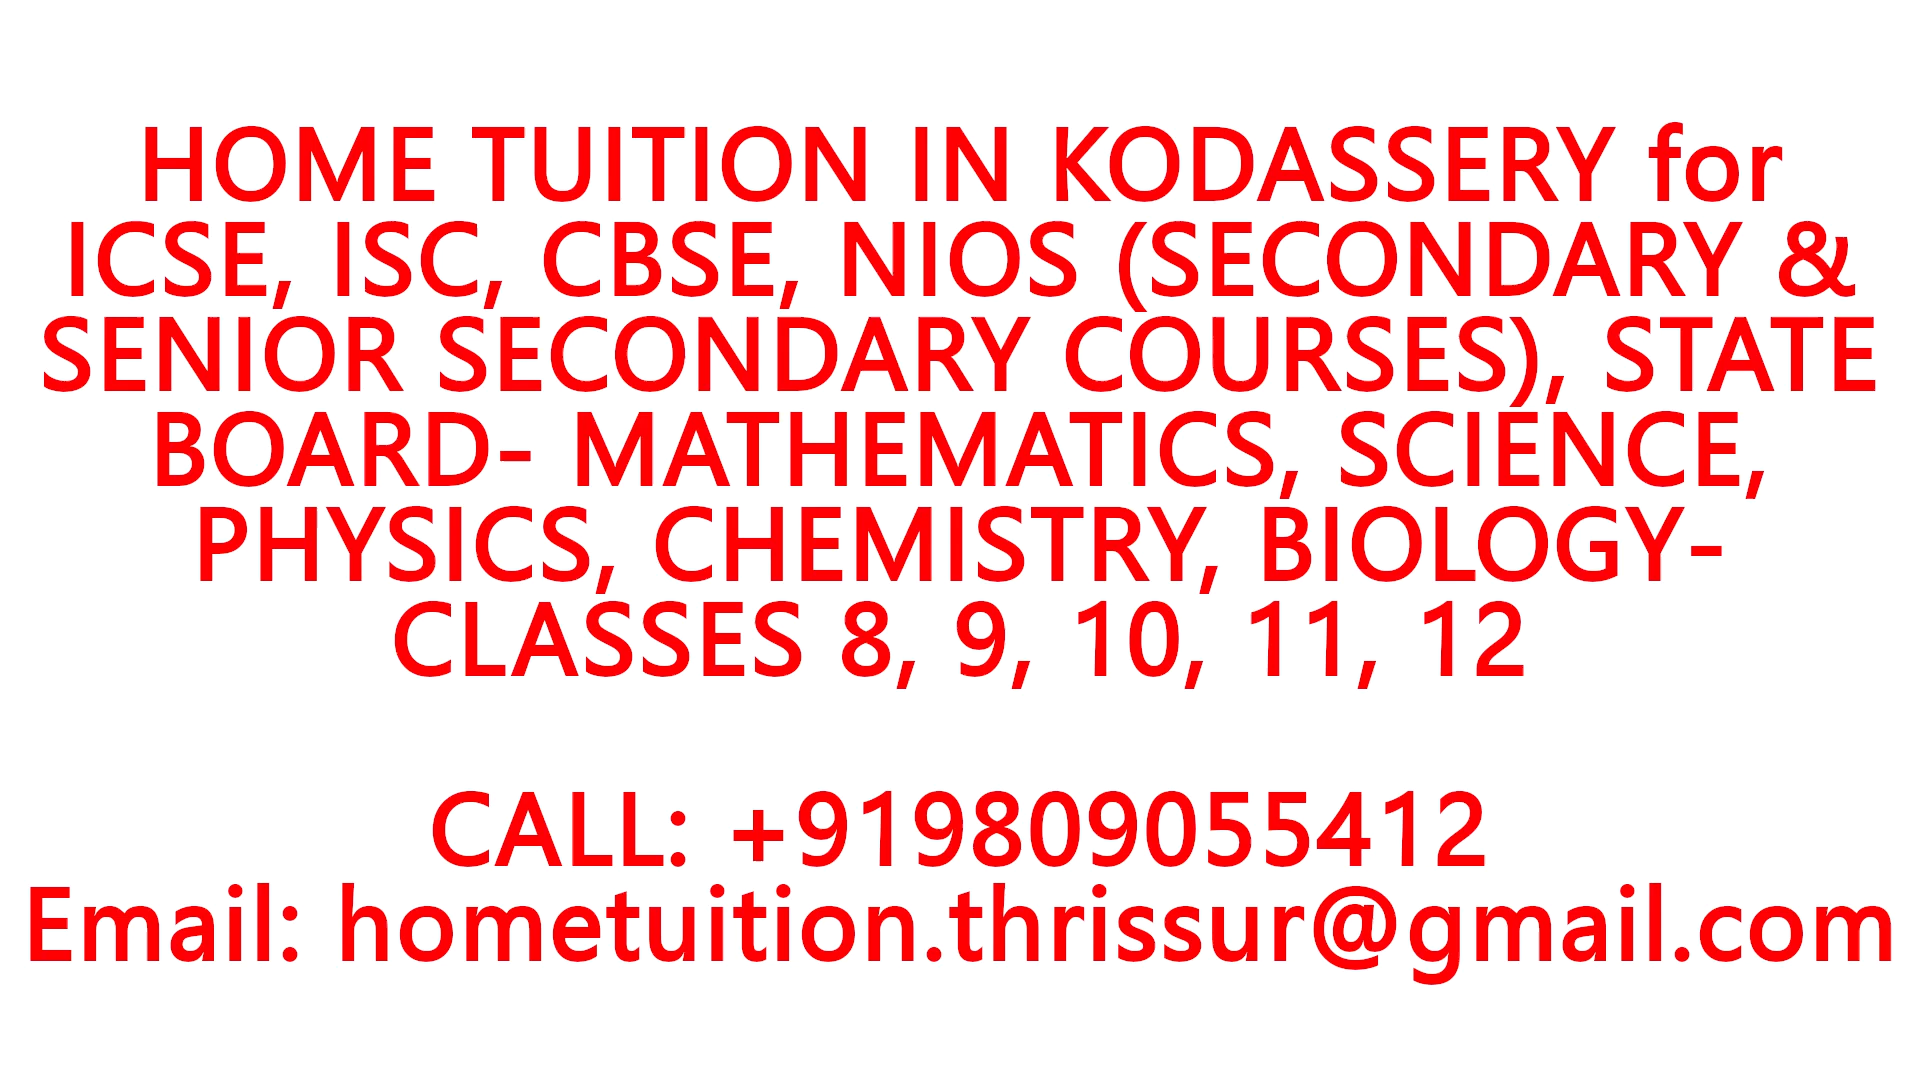 HOME TUITION IN KODASSERY for
ICSE, ISC, CBSE, NIOS (SECONDARY &
SENIOR SECONDARY COURSES), STATE
BOARD- MATHEMATICS, SCIENCE,
PHYSICS, CHEMISTRY, BIOLOGY-
CLASSES 8, 9, 10, 11, 12
CALL: +919809055412
Email: hometuition.thrissur@gmail.com